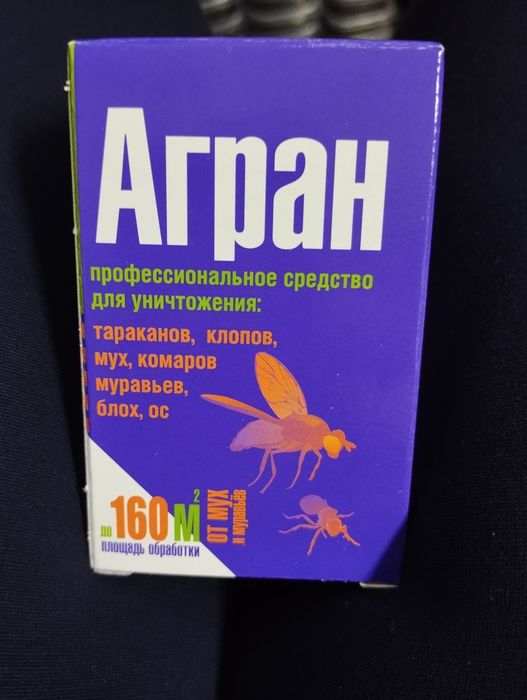 Агран
профессиональное средство
для уничтожения:
тараканов, клопов,
мух, комаров
муравьев,
блох, ос
до 160 м²
площадь обработки
от мух
и муравьёв